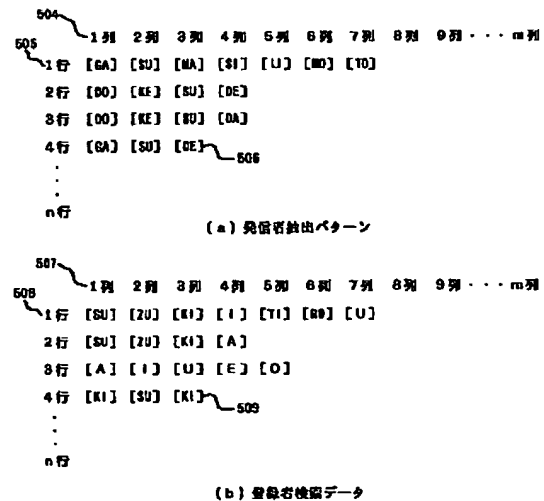 504
1列 2列 3列 4列 5列 6列 7列 8列 9列 ・・・ m列
505
1行 [GA] [SU] [MA] [SI] [LI] [MO] [TO]
2行 [DO] [KE] [SU] [DE]
3行 [DO] [KE] [SU] [DA]
4行 [GA] [SU] [DE] 506
n行
(a) 発信者抽出パターン
507
1列 2列 3列 4列 5列 6列 7列 8列 9列 ・・・ m列
508
1行 [SU] [ZU] [KI] [I] [TI] [RO] [U]
2行 [SU] [ZU] [KI] [A]
3行 [A] [I] [U] [E] [O]
4行 [KI] [SU] [KI] 509
n行
(b) 登録者検索データ